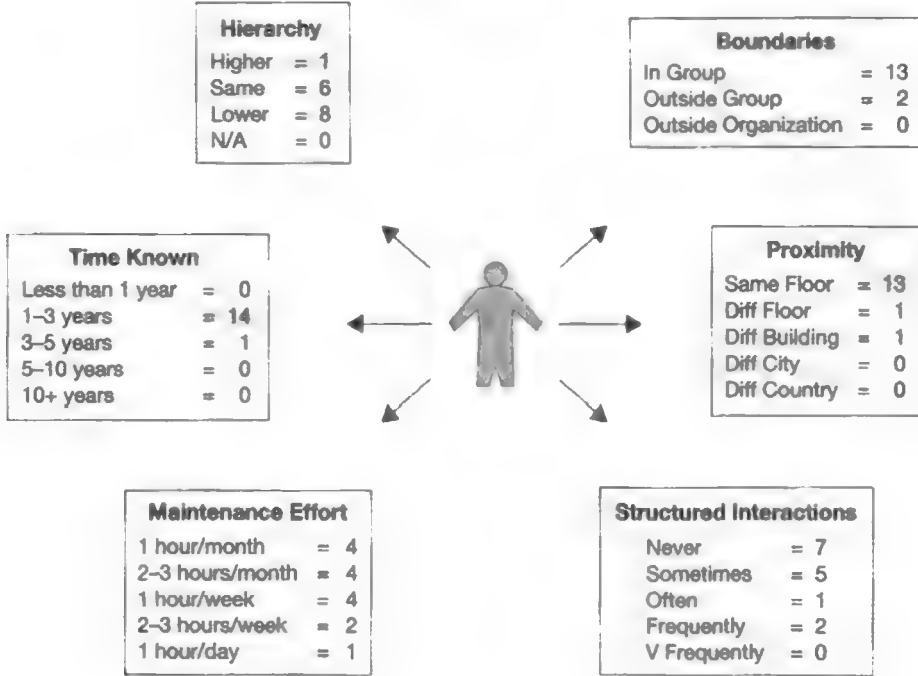 Hierarchy
Higher = 1
Same = 6
Lower = 8
N/A = 0
Boundaries
In Group = 13
Outside Group = 2
Outside Organization = 0
Time Known
Less than 1 year = 0
1–3 years = 14
3–5 years = 1
5–10 years = 0
10+ years = 0
Proximity
Same Floor = 13
Diff Floor = 1
Diff Building = 1
Diff City = 0
Diff Country = 0
Maintenance Effort
1 hour/month = 4
2–3 hours/month = 4
1 hour/week = 4
2–3 hours/week = 2
1 hour/day = 1
Structured Interactions
Never = 7
Sometimes = 5
Often = 1
Frequently = 2
V Frequently = 0